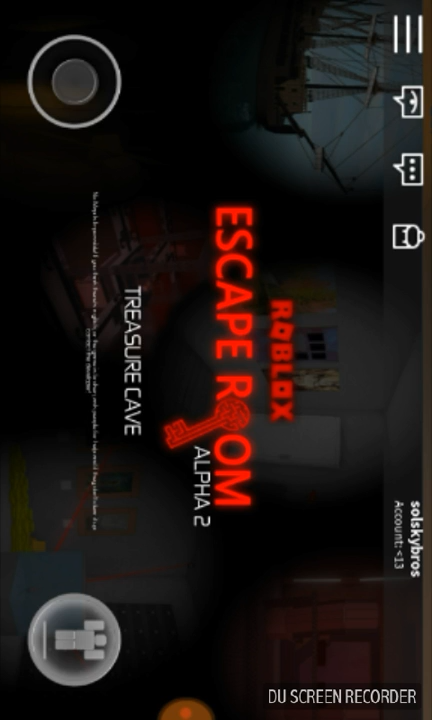 solskybros
Account: <13
ROBLOX
ESCAPE ROOM
ALPHA 2
TREASURE CAVE
DU SCREEN RECORDER